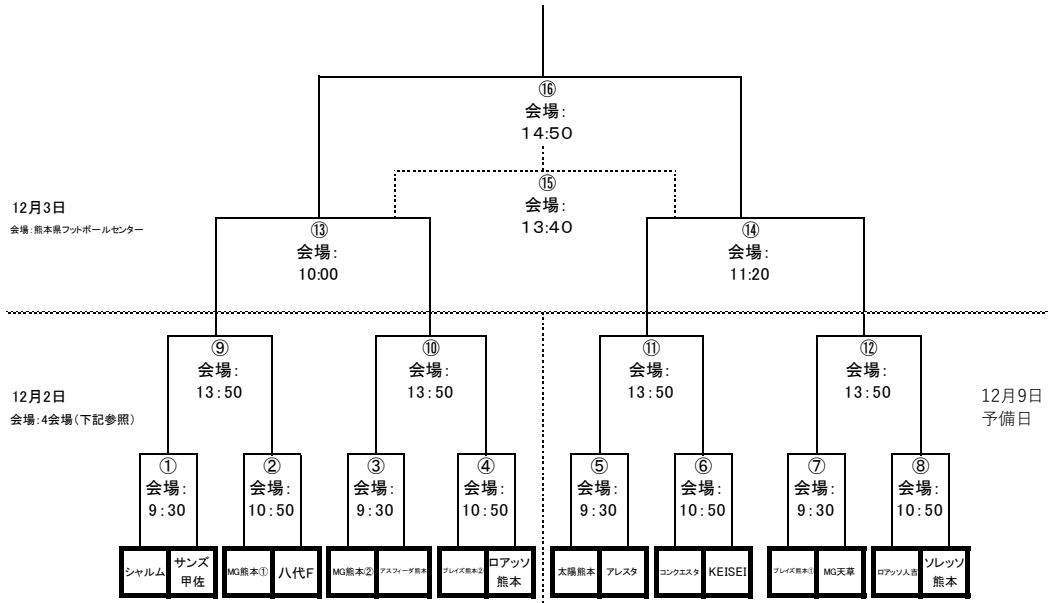 ⑯
会場：
14：50
⑮
会場：
13：40
12月3日
会場：熊本県フットボールセンター
⑬
会場：
10:00
⑭
会場：
11:20
⑨
会場：
13：50
⑩
会場：
13：50
⑪
会場：
13：50
⑫
会場：
13：50
12月2日
会場：4会場（下記参照）
12月9日
予備日
①
会場：
9：30
②
会場：
10：50
③
会場：
9：30
④
会場：
10：50
⑤
会場：
9：30
⑥
会場：
10：50
⑦
会場：
9：30
⑧
会場：
10：50
シャルム
サンズ
甲佐
MG熊本①
八代F
MG熊本②
アスフィーダ熊本
ブレイズ熊本②
ロアッソ
熊本
太陽熊本
アレスタ
コンクエスタ
KEISEI
ブレイズ熊本①
MG天草
ロアッソ人吉
ソレッソ
熊本